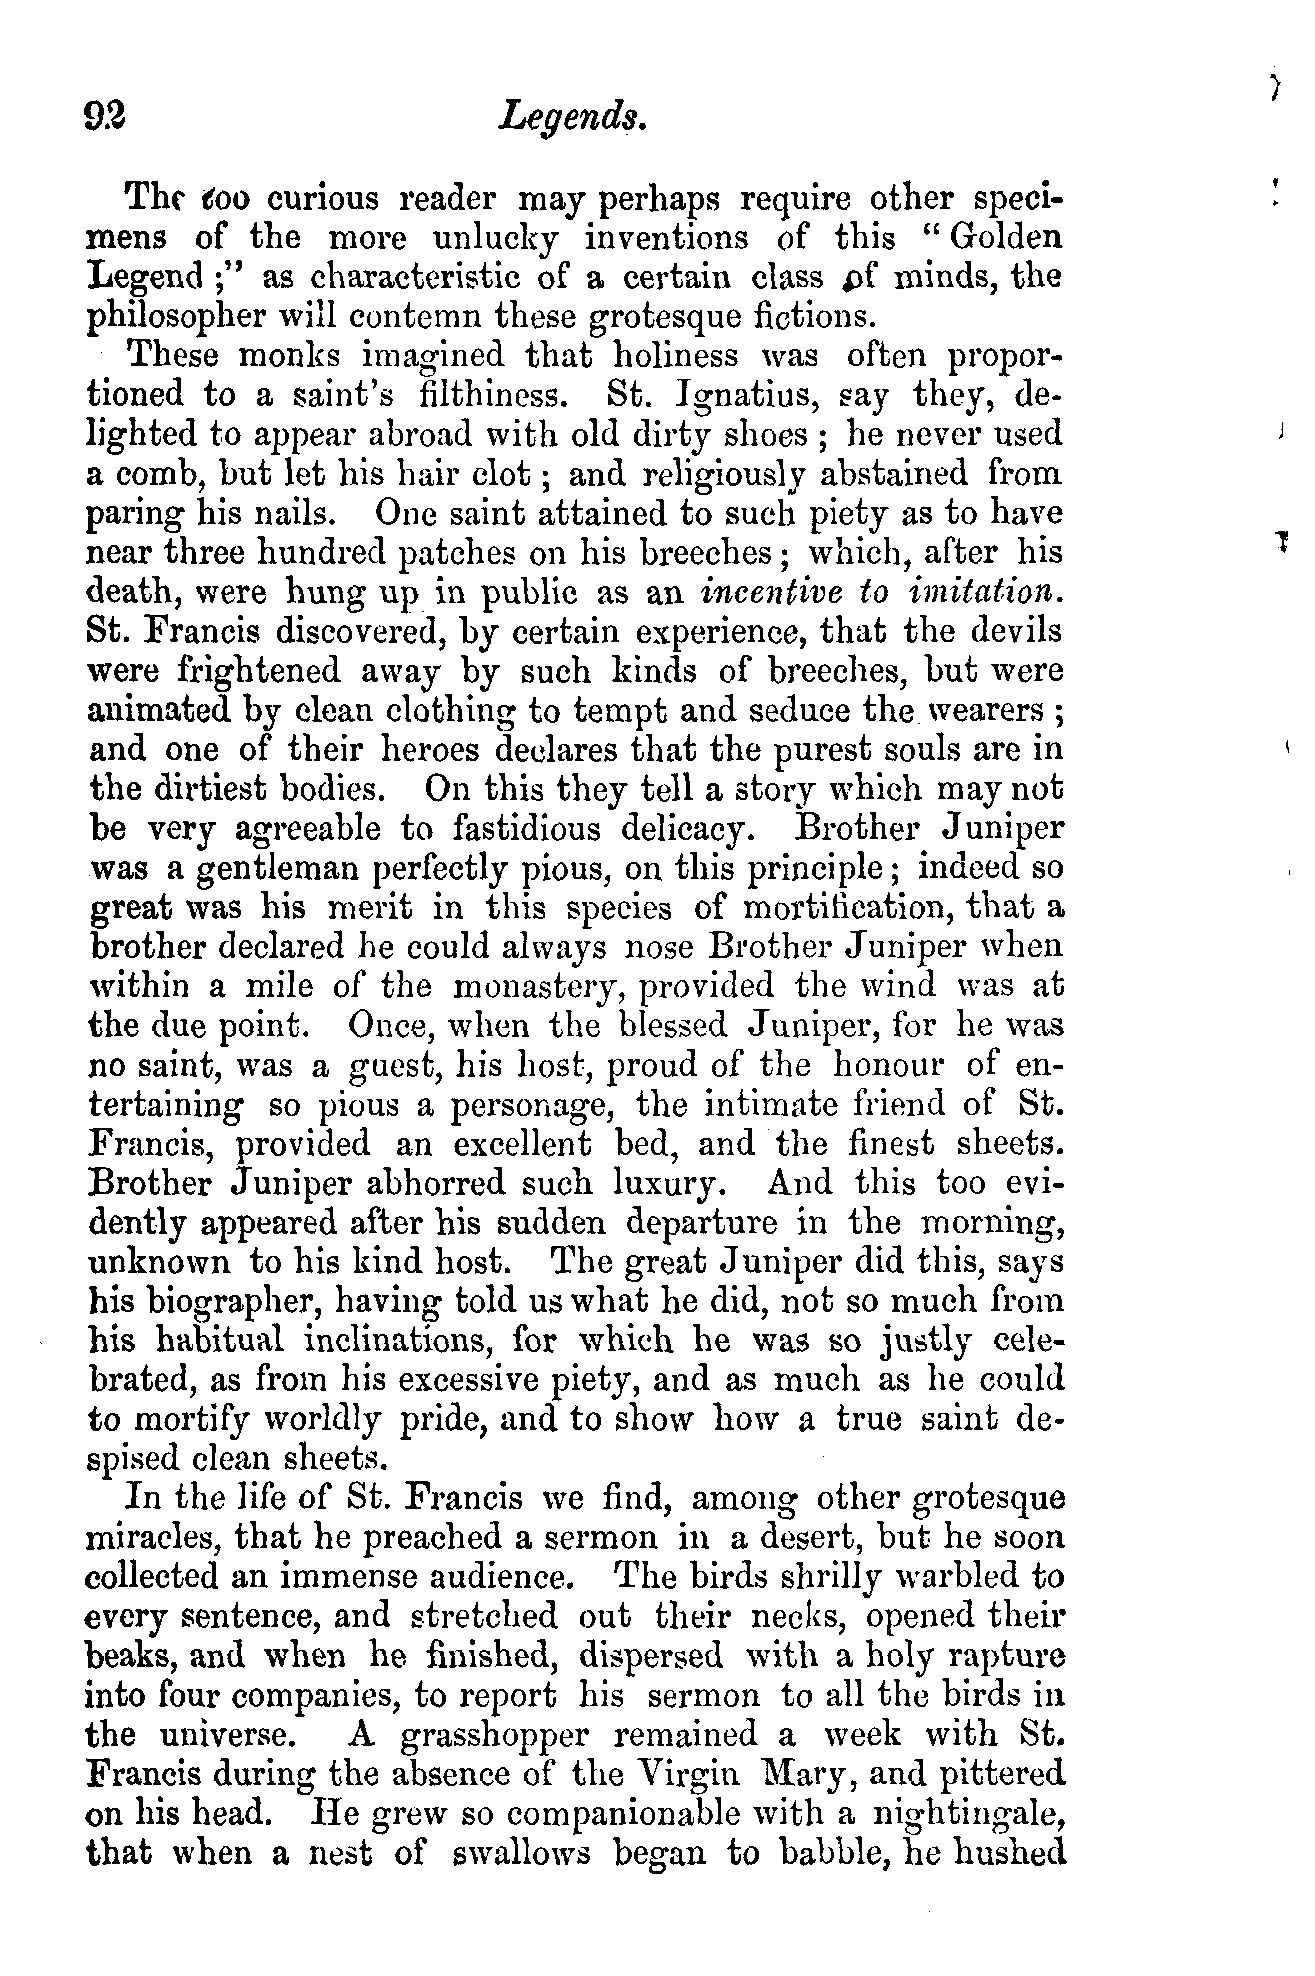 92 Legends.
The too curious reader may perhaps require other speci-
mens of the more unlucky inventions of this “ Golden
Legend ;” as characteristic of a certain class of minds, the
philosopher will contemn these grotesque fictions.
These monks imagined that holiness was often propor-
tioned to a saint's filthiness. St. Ignatius, say they, de-
lighted to appear abroad with old dirty shoes ; he never used
a comb, but let his hair clot ; and religiously abstained from
paring his nails. One saint attained to such piety as to have
near three hundred patches on his breeches ; which, after his
death, were hung up in public as an incentive to imitation.
St. Francis discovered, by certain experience, that the devils
were frightened away by such kinds of breeches, but were
animated by clean clothing to tempt and seduce the wearers ;
and one of their heroes declares that the purest souls are in
the dirtiest bodies. On this they tell a story which may not
be very agreeable to fastidious delicacy. Brother Juniper
was a gentleman perfectly pious, on this principle ; indeed so
great was his merit in this species of mortification, that a
brother declared he could always nose Brother Juniper when
within a mile of the monastery, provided the wind was at
the due point. Once, when the blessed Juniper, for he was
no saint, was a guest, his host, proud of the honour of en-
tertaining so pious a personage, the intimate friend of St.
Francis, provided an excellent bed, and the finest sheets.
Brother Juniper abhorred such luxury. And this too evi-
dently appeared after his sudden departure in the morning,
unknown to his kind host. The great Juniper did this, says
his biographer, having told us what he did, not so much from
his habitual inclinations, for which he was so justly cele-
brated, as from his excessive piety, and as much as he could
to mortify worldly pride, and to show how a true saint de-
spised clean sheets.
In the life of St. Francis we find, among other grotesque
miracles, that he preached a sermon in a desert, but he soon
collected an immense audience. The birds shrilly warbled to
every sentence, and stretched out their necks, opened their
beaks, and when he finished, dispersed with a holy rapture
into four companies, to report his sermon to all the birds in
the universe. A grasshopper remained a week with St.
Francis during the absence of the Virgin Mary, and pittered
on his head. He grew so companionable with a nightingale,
that when a nest of swallows began to babble, he hushed